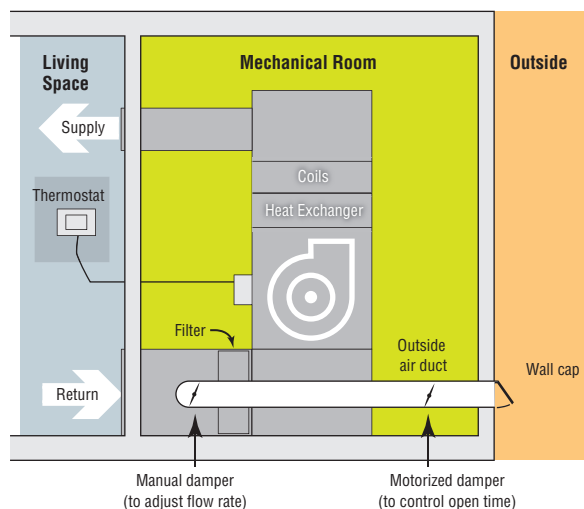 Living
Space
Mechanical Room
Outside
Supply
Coils
Thermostat
Heat Exchanger
Filter
Outside
air duct
Wall cap
Return
Manual damper
(to adjust flow rate)
Motorized damper
(to control open time)